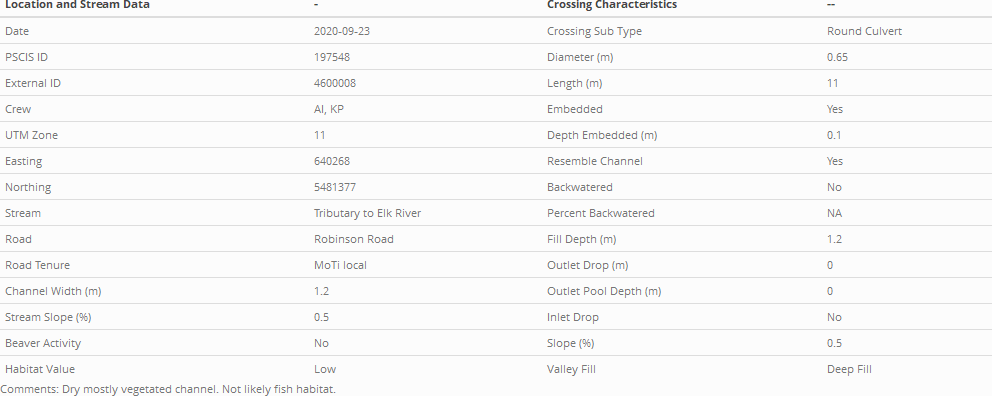 Location and Stream Data - Crossing Characteristics --
Date 2020-09-23 Crossing Sub Type Round Culvert
PSCIS ID 197548 Diameter (m) 0.65
External ID 4600008 Length (m) 11
Crew AI, KP Embedded Yes
UTM Zone 11 Depth Embedded (m) 0.1
Easting 640268 Resemble Channel Yes
Northing 5481377 Backwatered No
Stream Tributary to Elk River Percent Backwatered NA
Road Robinson Road Fill Depth (m) 1.2
Road Tenure MoTi local Outlet Drop (m) 0
Channel Width (m) 1.2 Outlet Pool Depth (m) 0
Stream Slope (%) 0.5 Inlet Drop No
Beaver Activity No Slope (%) 0.5
Habitat Value Low Valley Fill Deep Fill
Comments: Dry mostly vegetated channel. Not likely fish habitat.